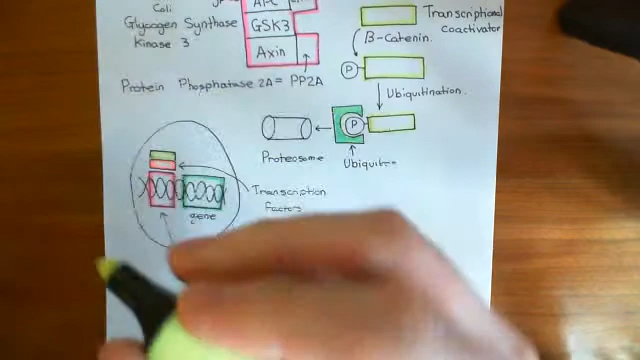 Coli
APC
Glycogen Synthase
Kinase 3
GSK3
Axin
Transcriptional
coactivator
β-Catenin.
P
Protein Phosphatase 2A = PP2A
Ubiquitination.
P
Proteosome
Ubiquitin
Transcription
factors
gene